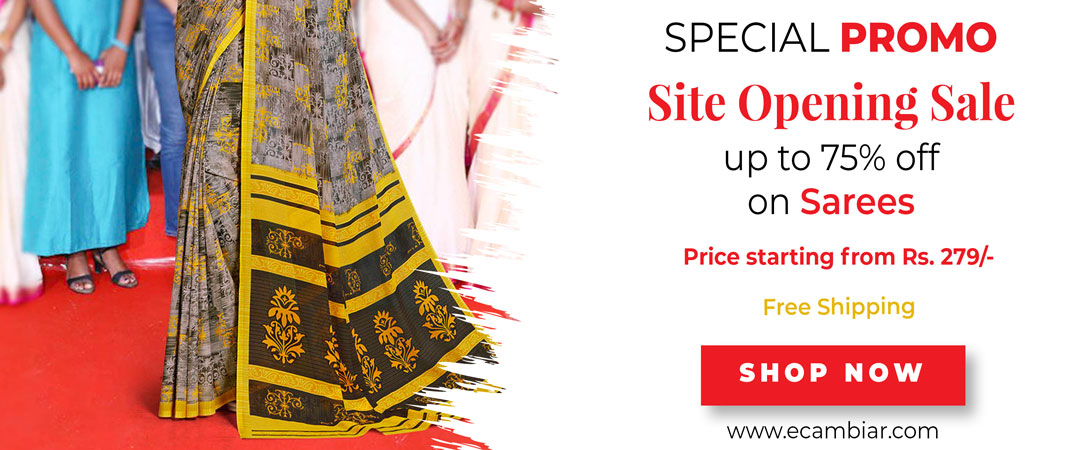 SPECIAL PROMO
Site Opening Sale
up to 75% off
on Sarees
Price starting from Rs. 279/-
Free Shipping
SHOP NOW
www.ecambiar.com